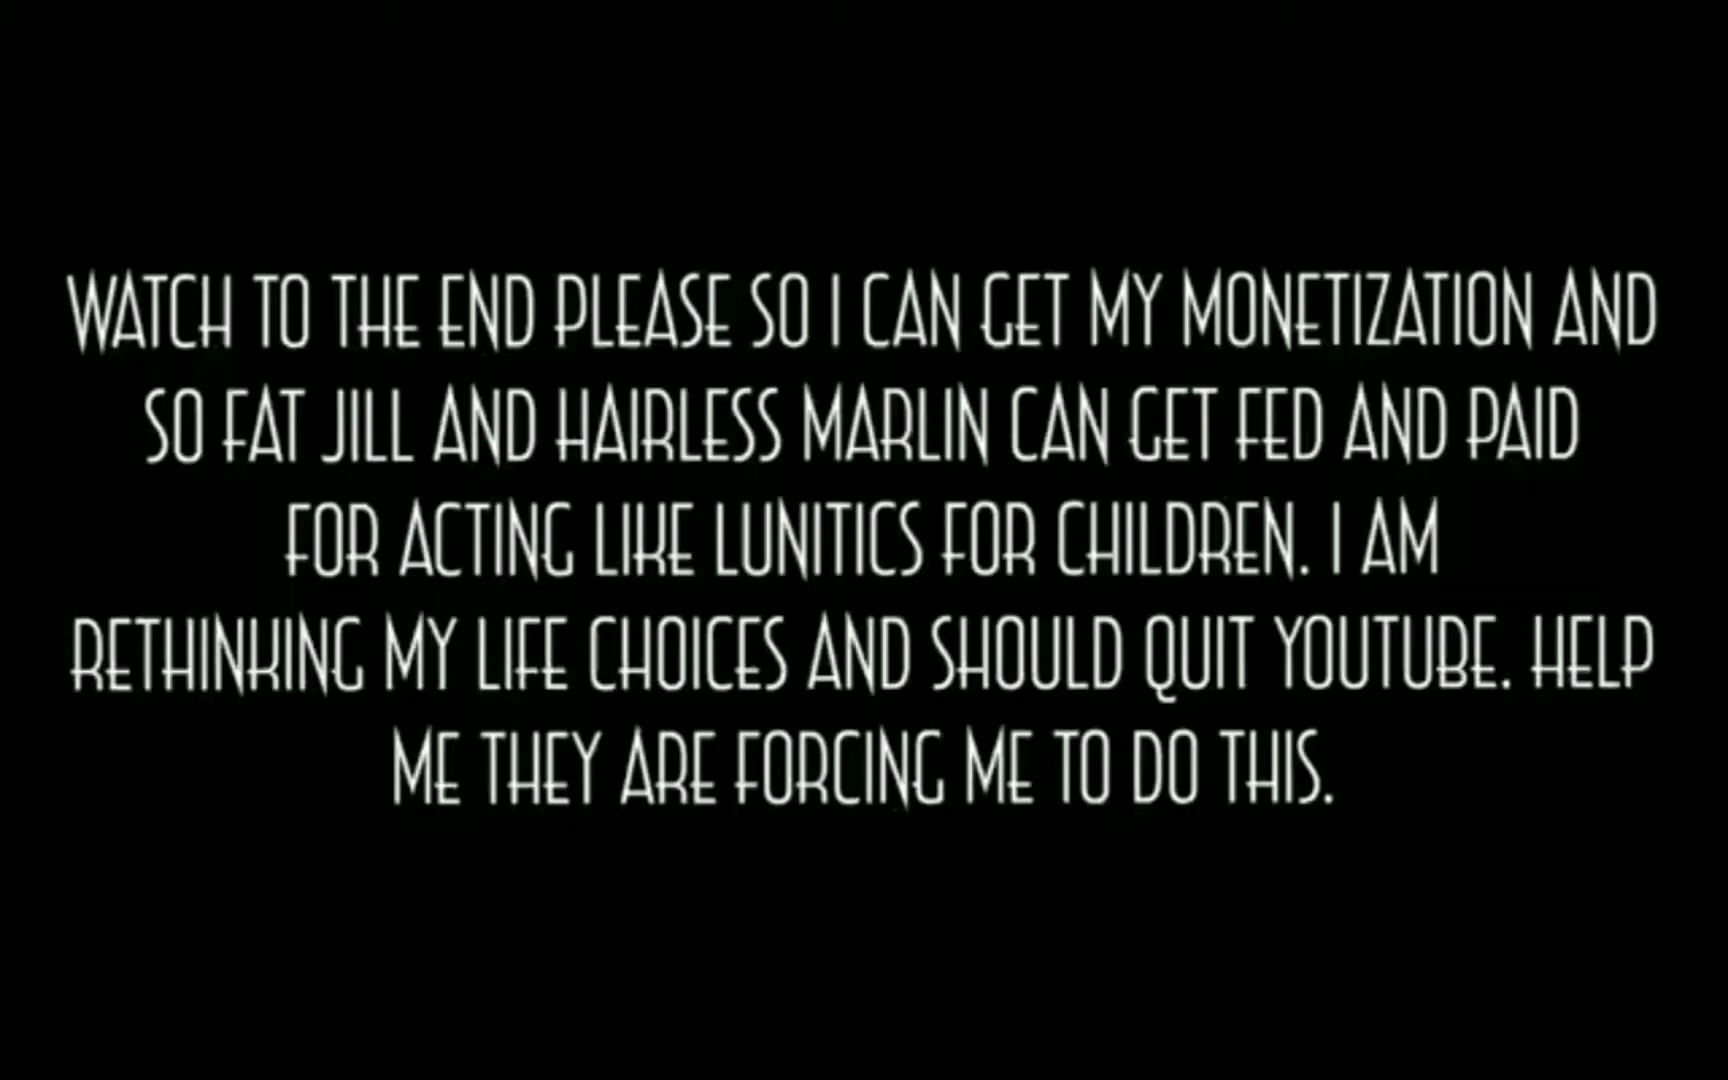 WATCH TO THE END PLEASE SO I CAN GET MY MONETIZATION AND
SO FAT JILL AND HAIRLESS MARLIN CAN GET FED AND PAID
FOR ACTING LIKE LUNITICS FOR CHILDREN. I AM
RETHINKING MY LIFE CHOICES AND SHOULD QUIT YOUTUBE. HELP
ME THEY ARE FORCING ME TO DO THIS.